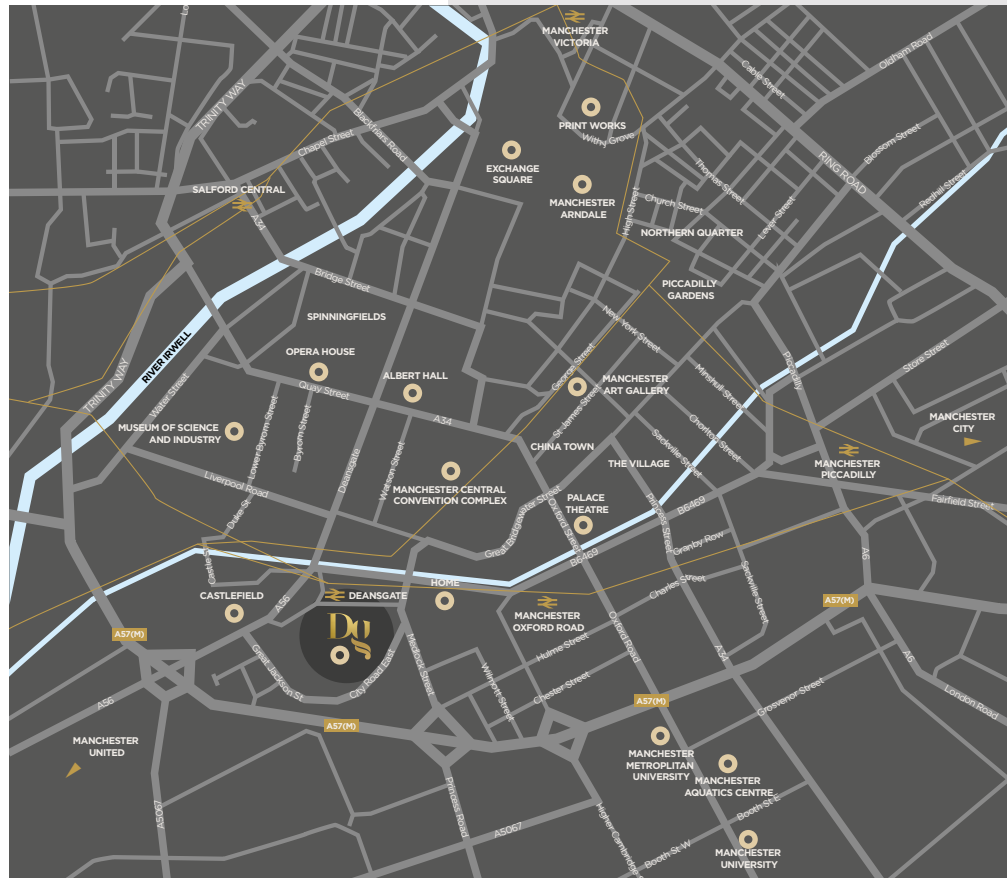 MANCHESTER
VICTORIA
Oldham Road
Cable Street
TRINITY WAY
PRINT WORKS
Withy Grove
Blackfriars Road
Chapel Street
Blossom Street
EXCHANGE
SQUARE
RING ROAD
Thomas Street
SALFORD CENTRAL
A34
MANCHESTER
ARNDALE
Church Street
High Street
Lever Street
Redhill Street
NORTHERN QUARTER
Bridge Street
PICCADILLY
GARDENS
SPINNINGFIELDS
New York Street
RIVER IRWELL
OPERA HOUSE
ALBERT HALL
George Street
MANCHESTER
ART GALLERY
Minshull Street
Piccadilly
Store Street
TRINITY WAY
Water Street
Quay Street
A34
St James Street
Chorlton Street
MANCHESTER
CITY
MUSEUM OF SCIENCE
AND INDUSTRY
Lower Byrom Street
Byrom Street
Deansgate
Watson Street
CHINA TOWN
Sackville Street
THE VILLAGE
MANCHESTER
PICCADILLY
Liverpool Road
MANCHESTER CENTRAL
CONVENTION COMPLEX
PALACE
THEATRE
Princess Street
B6469
Fairfield Street
Duke St
Great Bridgewater Street
Oxford Street
B6469
Granby Row
A6
Castle St
HOME
Charles Street
Sackville Street
CASTLEFIELD
A56
DEANSGATE
MANCHESTER
OXFORD ROAD
A57(M)
Dg
A57(M)
Great Jackson St
City Road East
Medlock Street
Hulme Street
Oxford Road
A34
A6
Wilmott Street
Chester Street
Grosvenor Street
London Road
A56
A57(M)
A57(M)
MANCHESTER
UNITED
MANCHESTER
METROPLITAN
UNIVERSITY
MANCHESTER
AQUATICS CENTRE
A5067
Princess Road
A5067
Higher Cambridge
Booth St E
Booth St W
MANCHESTER
UNIVERSITY